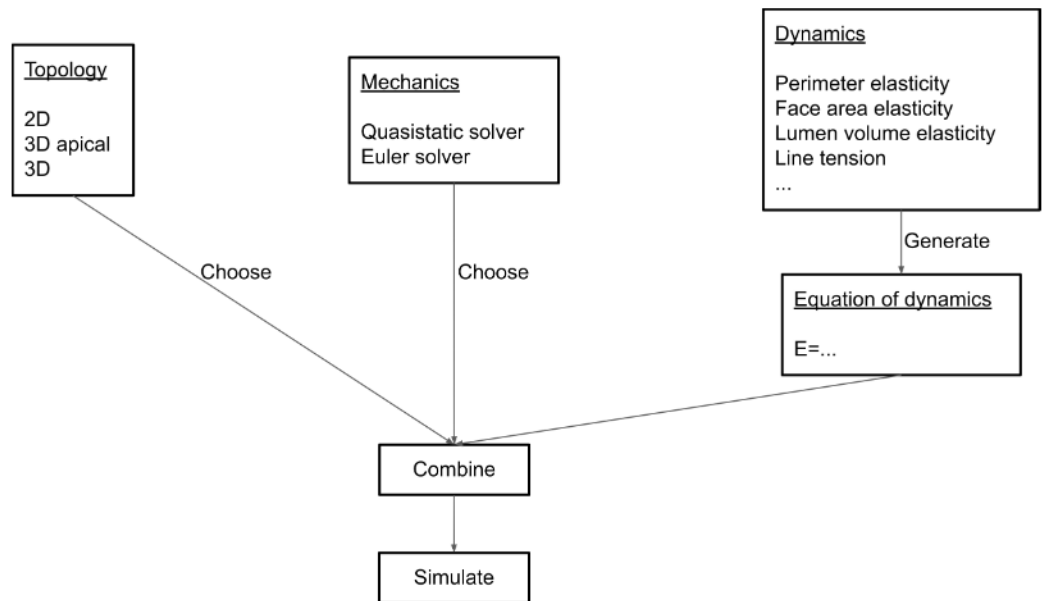 Topology
2D
3D apical
3D
Mechanics
Quasistatic solver
Euler solver
Dynamics
Perimeter elasticity
Face area elasticity
Lumen volume elasticity
Line tension
...
Choose
Choose
Generate
Equation of dynamics
E=...
Combine
Simulate